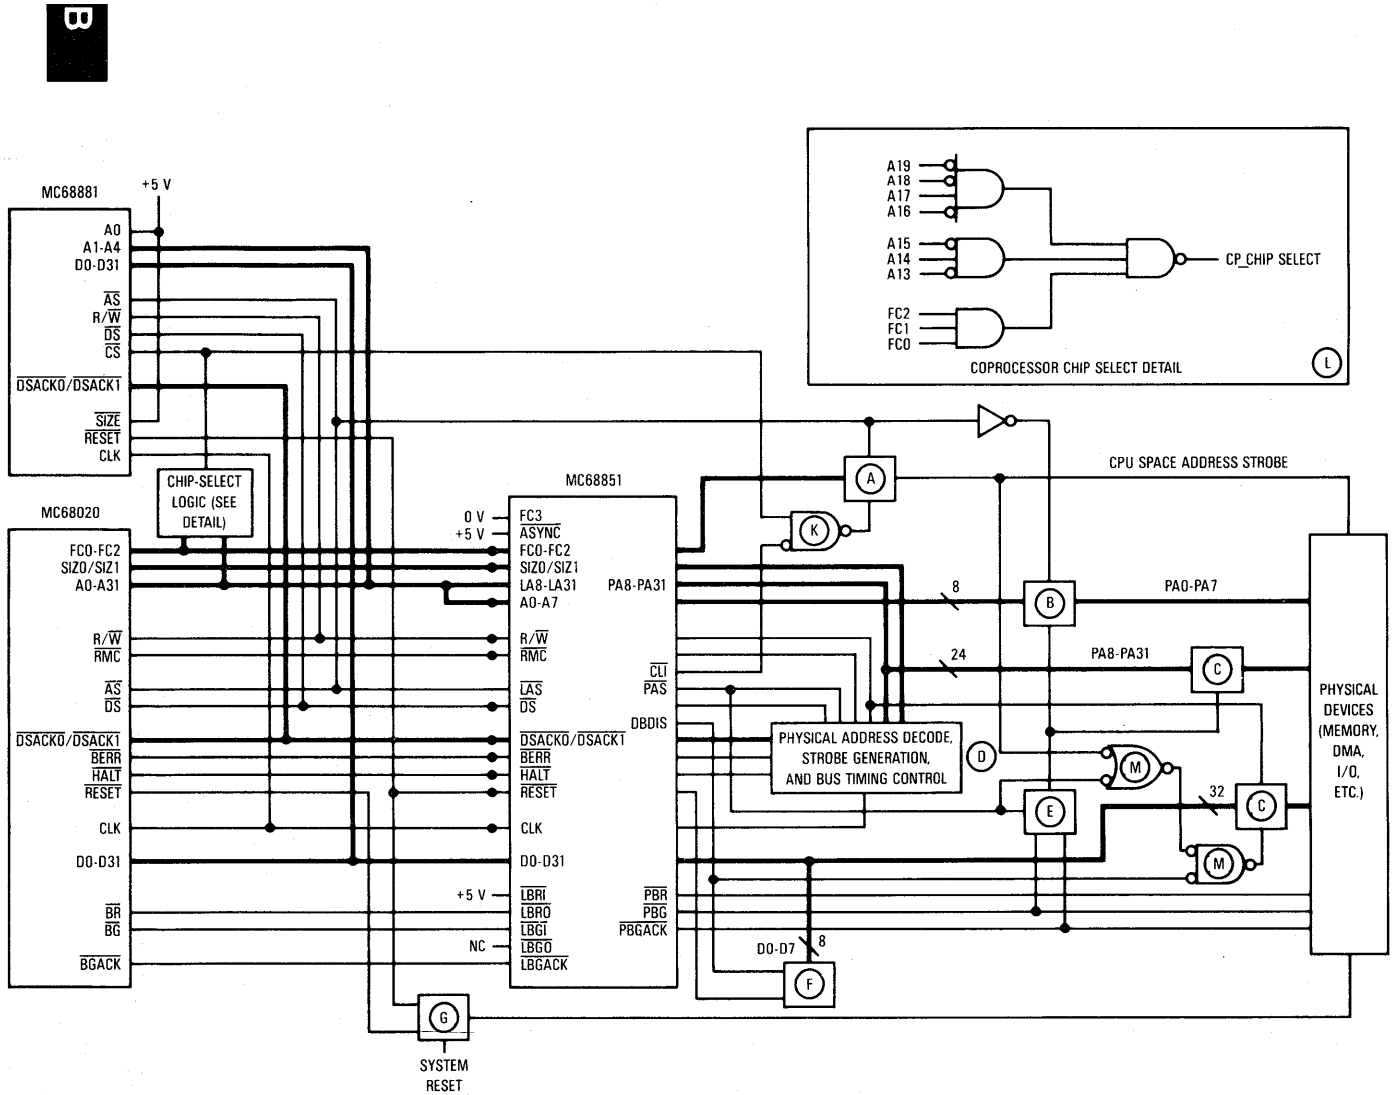 B
MC68881
+5 V
A0
A1-A4
D0-D31
AS
R/W
DS
CS
DSACK0/DSACK1
SIZE
RESET
CLK
CHIP-SELECT
LOGIC (SEE
DETAIL)
MC68020
FC0-FC2
SIZ0/SIZ1
A0-A31
R/W
RMC
AS
DS
DSACK0/DSACK1
BERR
HALT
RESET
CLK
D0-D31
BR
BG
BGACK
MC68851
0 V
FC3
+5 V
ASYNC
FC0-FC2
SIZ0/SIZ1
LA8-LA31
A0-A7
R/W
RMC
LAS
DS
DSACK0/DSACK1
BERR
HALT
RESET
CLK
D0-D31
+5 V
LBRI
LBRO
LBGI
NC
LBGO
LBGACK
PA8-PA31
CLI
PAS
DBDIS
PBR
PBG
PBGACK
G
SYSTEM
RESET
A19
A18
A17
A16
A15
A14
A13
FC2
FC1
FC0
CP_CHIP SELECT
COPROCESSOR CHIP SELECT DETAIL
L
A
K
CPU SPACE ADDRESS STROBE
8
B
PA0-PA7
24
PA8-PA31
C
PHYSICAL ADDRESS DECODE,
STROBE GENERATION,
AND BUS TIMING CONTROL
D
M
E
32
C
M
D0-D7
8
F
PHYSICAL
DEVICES
(MEMORY,
DMA,
I/O,
ETC.)